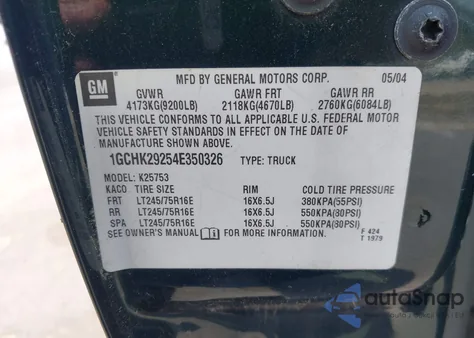 MFD BY GENERAL MOTORS CORP. 05/04
GM
GVWR GAWR FRT GAWR RR
4173KG(9200LB) 2118KG(4670LB) 2760KG(6084LB)
THIS VEHICLE CONFORMS TO ALL APPLICABLE U.S. FEDERAL MOTOR
VEHICLE SAFETY STANDARDS IN EFFECT ON THE DATE OF
MANUFACTURE SHOWN ABOVE.
1GCHK29254E350326 TYPE: TRUCK
MODEL: K25753
KACO TIRE SIZE RIM COLD TIRE PRESSURE
FRT LT245/75R16E 16X6.5J 380KPA(55PSI)
RR LT245/75R16E 16X6.5J 550KPA(80PSI)
SPA LT245/75R16E 16X6.5J 550KPA(80PSI)
SEE OWNER'S MANUAL FOR MORE INFORMATION.
F 424
T 1979
autoSnap